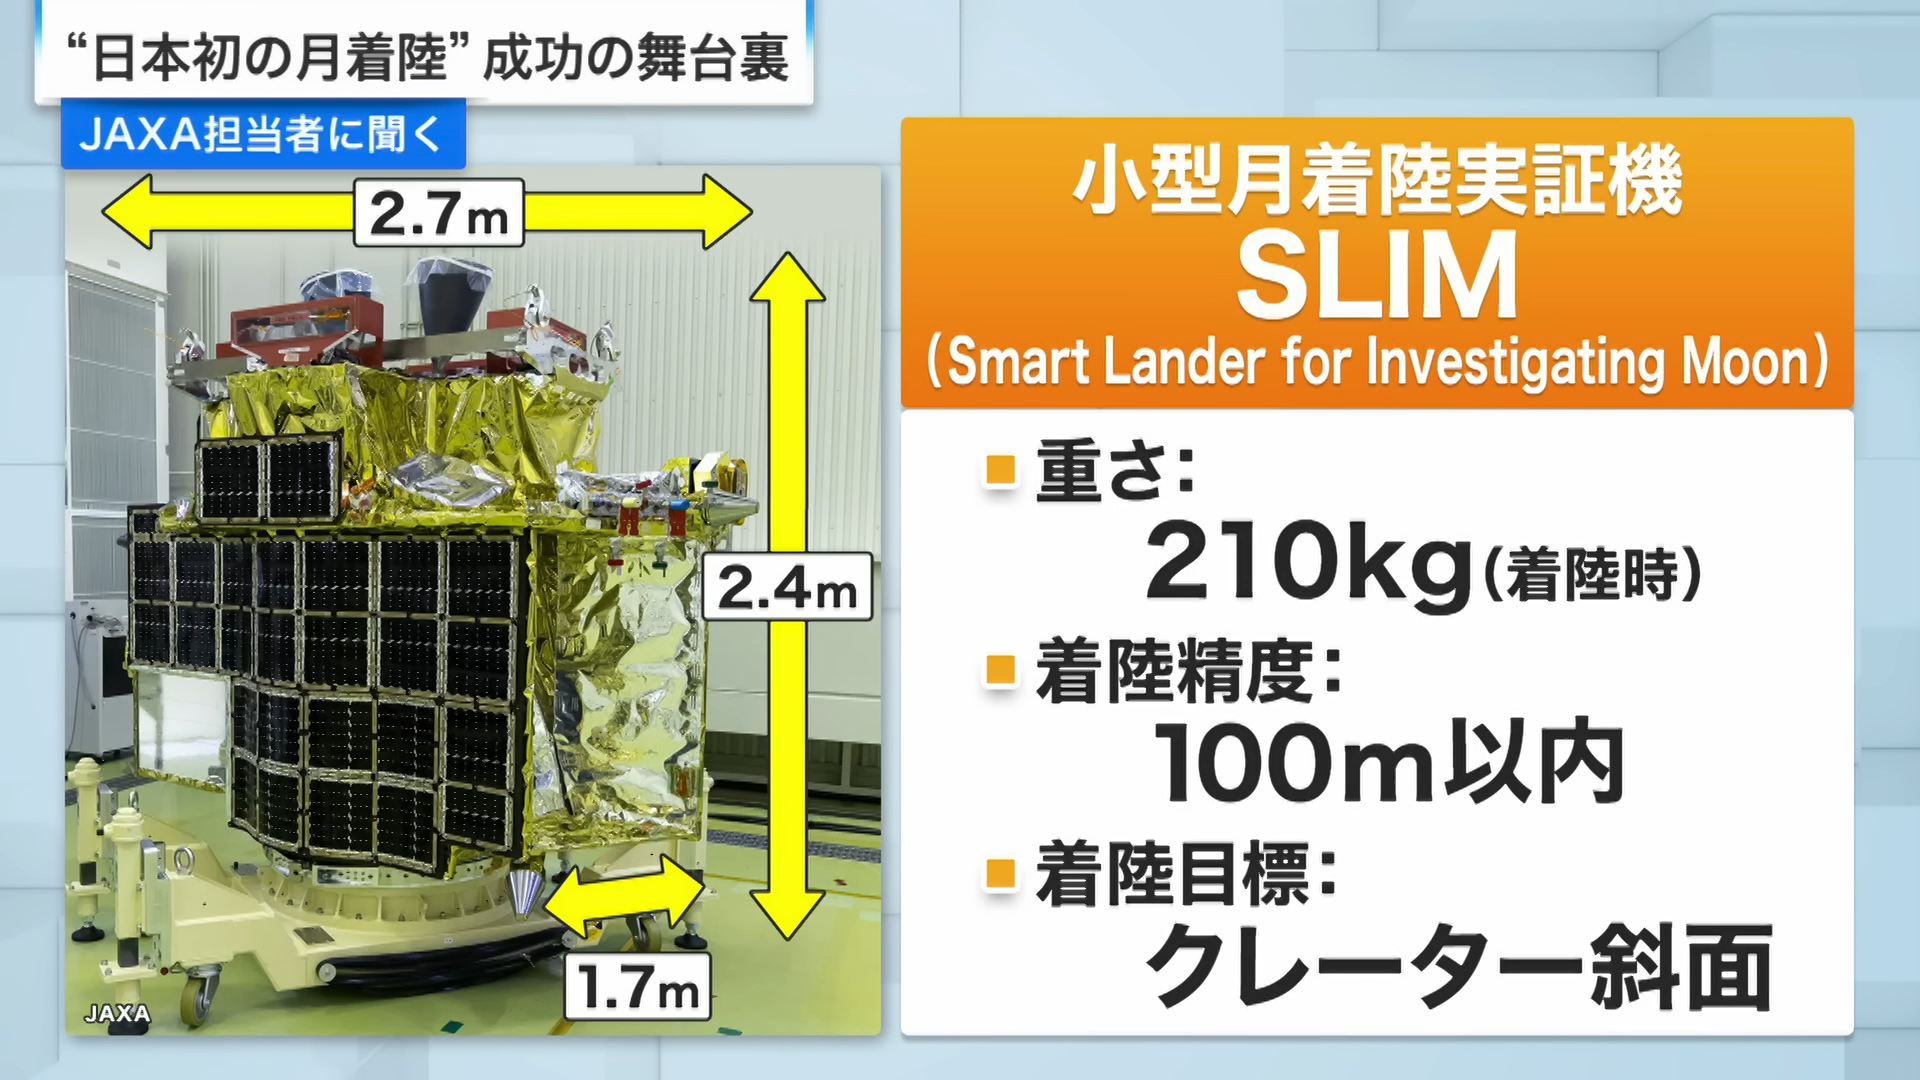 “日本初の月着陸”成功の舞台裏
JAXA担当者に聞く
2.7m
2.4m
1.7m
JAXA
小型月着陸実証機
SLIM
(Smart Lander for Investigating Moon)
重さ:
210kg(着陸時)
着陸精度:
100m以内
着陸目標:
クレーター斜面